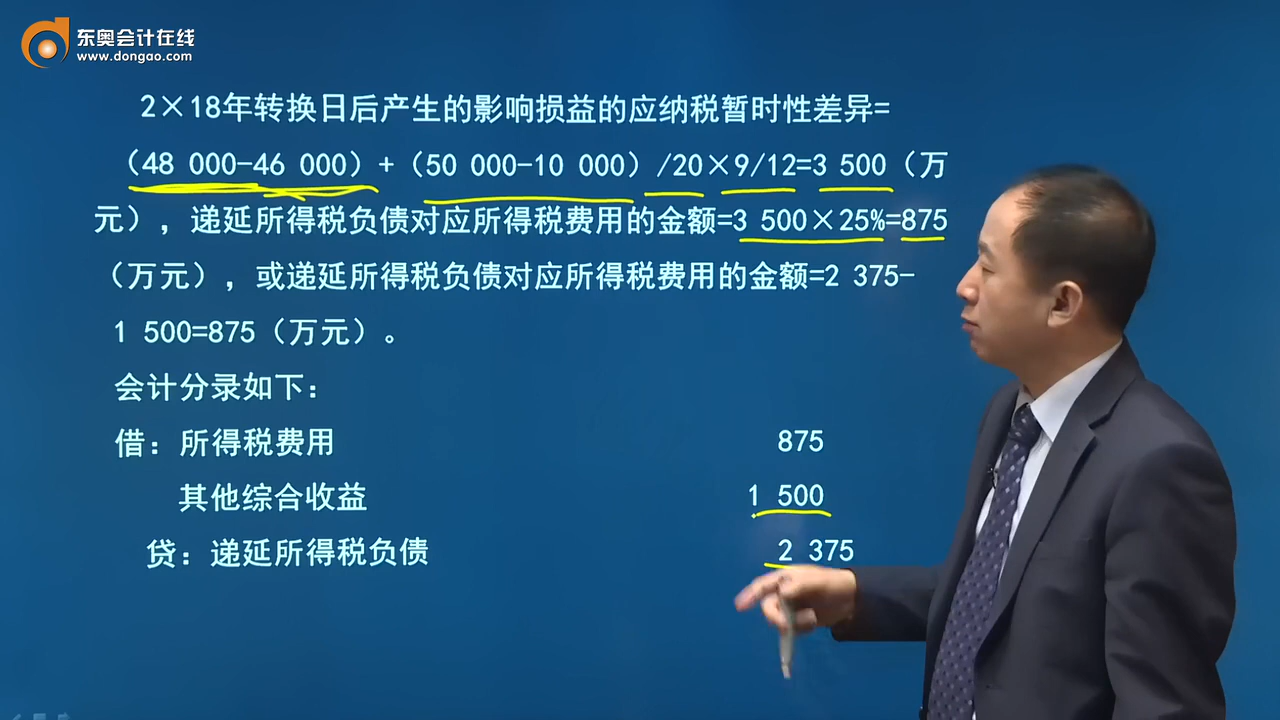 东奥会计在线
www.dongao.com
2×18年转换日后产生的影响损益的应纳税暂时性差异=
（48 000-46 000）+（50 000-10 000）/20×9/12=3 500（万
元），递延所得税负债对应所得税费用的金额=3 500×25%=875
（万元），或递延所得税负债对应所得税费用的金额=2 375-
1 500=875（万元）。
会计分录如下：
借：所得税费用 875
其他综合收益 1 500
贷：递延所得税负债 2 375